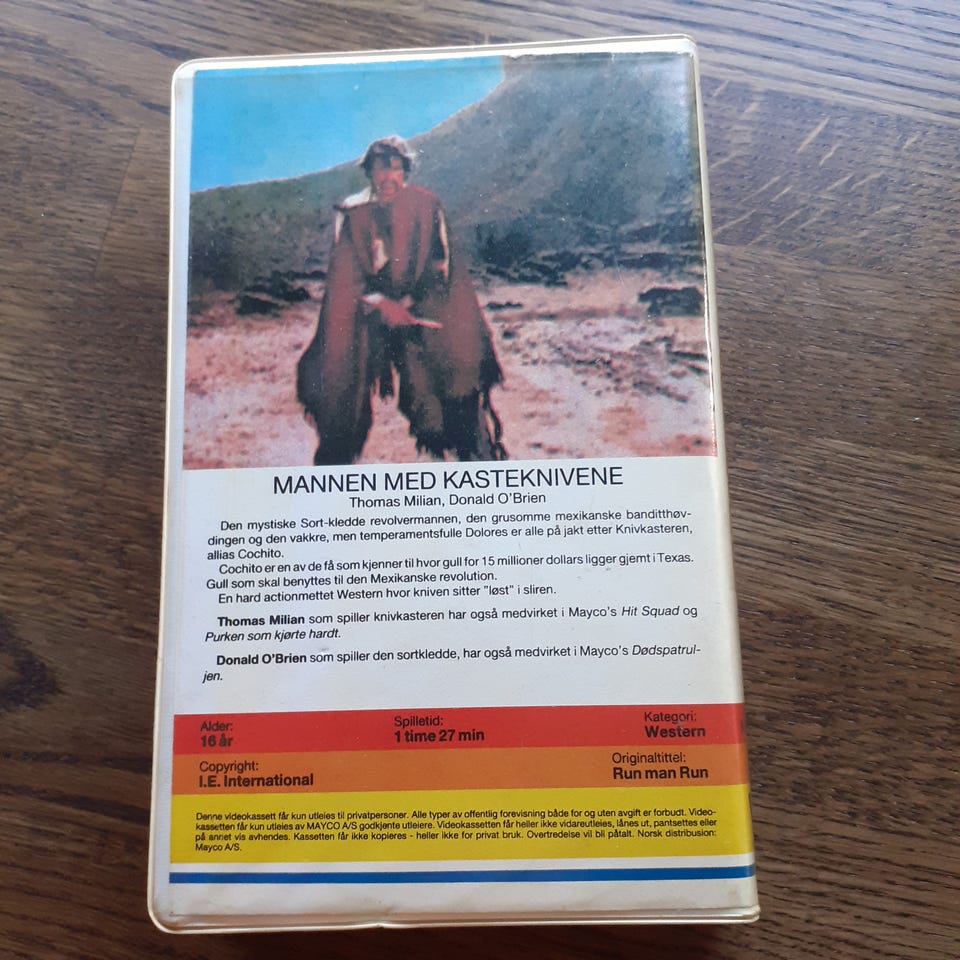 MANNEN MED KASTEKNIVENE
Thomas Milian, Donald O'Brien
Den mystiske Sort-kledde revolvermannen, den grusomme mexikanske banditthøv-
dingen og den vakkre, men temperamentsfulle Dolores er alle på jakt etter Knivkasteren,
allias Cochito.
Cochito er en av de få som kjenner til hvor gull for 15 millioner dollars ligger gjemt i Texas.
Gull som skal benyttes til den Mexikanske revolution.
En hard actionmettet Western hvor kniven sitter "løst" i sliren.
Thomas Milian som spiller knivkasteren har også medvirket i Mayco's Hit Squad og
Purken som kjørte hardt.
Donald O'Brien som spiller den sortkledde, har også medvirket i Mayco's Dødspatrul-
jen.
Alder: Spilletid: Kategori:
16 år 1 time 27 min Western
Copyright: Originaltittel:
I.E. International Run man Run
Denne videokassett får kun utleies til privatpersoner. Alle typer av offentlig forevisning både for og uten avgift er forbudt. Video-
kassetten får kun utleies av MAYCO A/S godkjente utleiere. Videokassetten får heller ikke vidareutleies, lånes ut, pantsettes eller
på annet vis avhendes. Kassetten får ikke kopieres - heller ikke for privat bruk. Overtredelse vil bli påtalt. Norsk distribusion:
Mayco A/S.